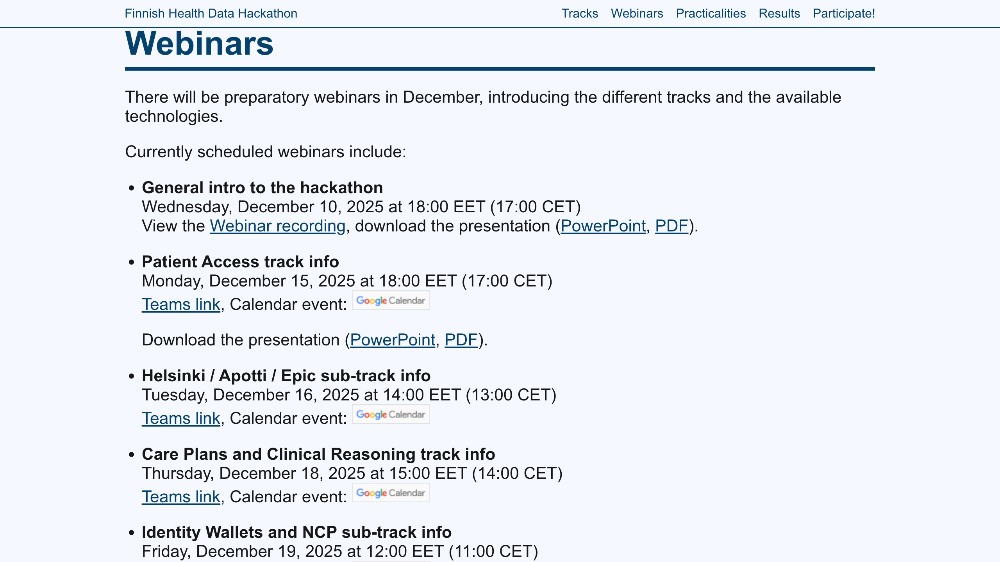 Finnish Health Data Hackathon
Tracks Webinars Practicalities Results Participate!
Webinars
There will be preparatory webinars in December, introducing the different tracks and the available
technologies.
Currently scheduled webinars include:
• General intro to the hackathon
Wednesday, December 10, 2025 at 18:00 EET (17:00 CET)
View the Webinar recording, download the presentation (PowerPoint, PDF).
• Patient Access track info
Monday, December 15, 2025 at 18:00 EET (17:00 CET)
Teams link, Calendar event: Google Calendar
Download the presentation (PowerPoint, PDF).
• Helsinki / Apotti / Epic sub-track info
Tuesday, December 16, 2025 at 14:00 EET (13:00 CET)
Teams link, Calendar event: Google Calendar
• Care Plans and Clinical Reasoning track info
Thursday, December 18, 2025 at 15:00 EET (14:00 CET)
Teams link, Calendar event: Google Calendar
• Identity Wallets and NCP sub-track info
Friday, December 19, 2025 at 12:00 EET (11:00 CET)